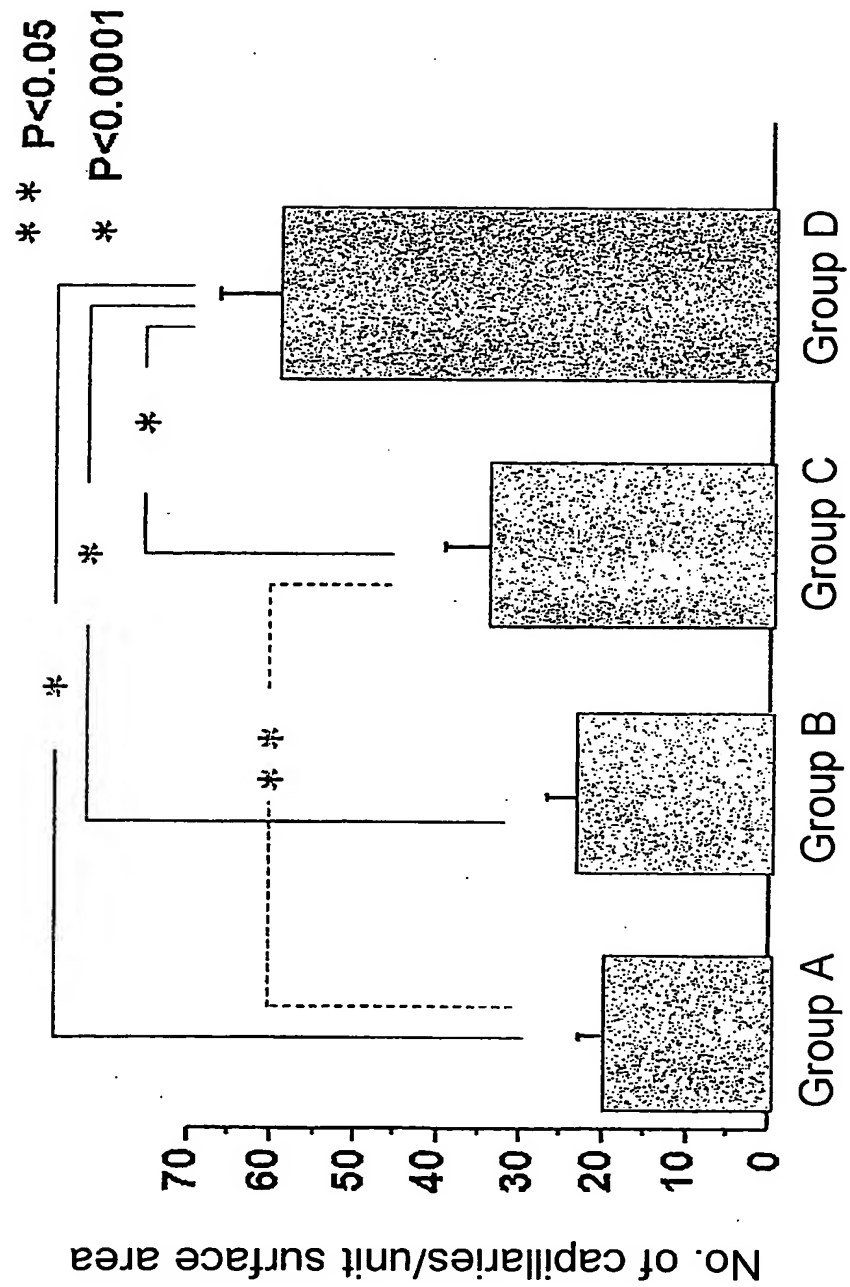 * * P<0.05
* P<0.0001
*
*
*
* *
No. of capillaries/unit surface area
70
60
50
40
30
20
10
0
Group A
Group B
Group C
Group D